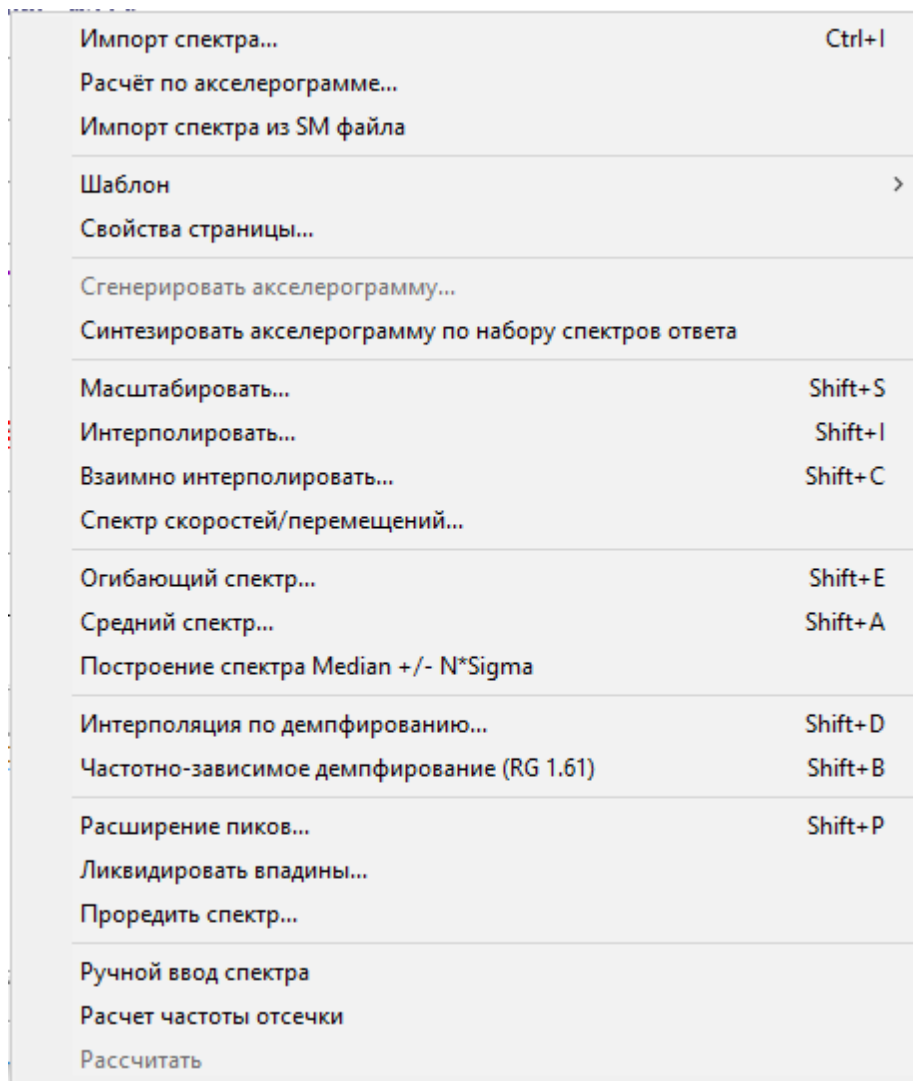 Импорт спектра... Ctrl+I
Расчёт по акселерограмме...
Импорт спектра из SM файла
Шаблон
Свойства страницы...
Сгенерировать акселерограмму...
Синтезировать акселерограмму по набору спектров ответа
Масштабировать... Shift+S
Интерполировать... Shift+I
Взаимно интерполировать... Shift+C
Спектр скоростей/перемещений...
Огибающий спектр... Shift+E
Средний спектр... Shift+A
Построение спектра Median +/- N*Sigma
Интерполяция по демпфированию... Shift+D
Частотно-зависимое демпфирование (RG 1.61) Shift+B
Расширение пиков... Shift+P
Ликвидировать впадины...
Проредить спектр...
Ручной ввод спектра
Расчет частоты отсечки
Рассчитать